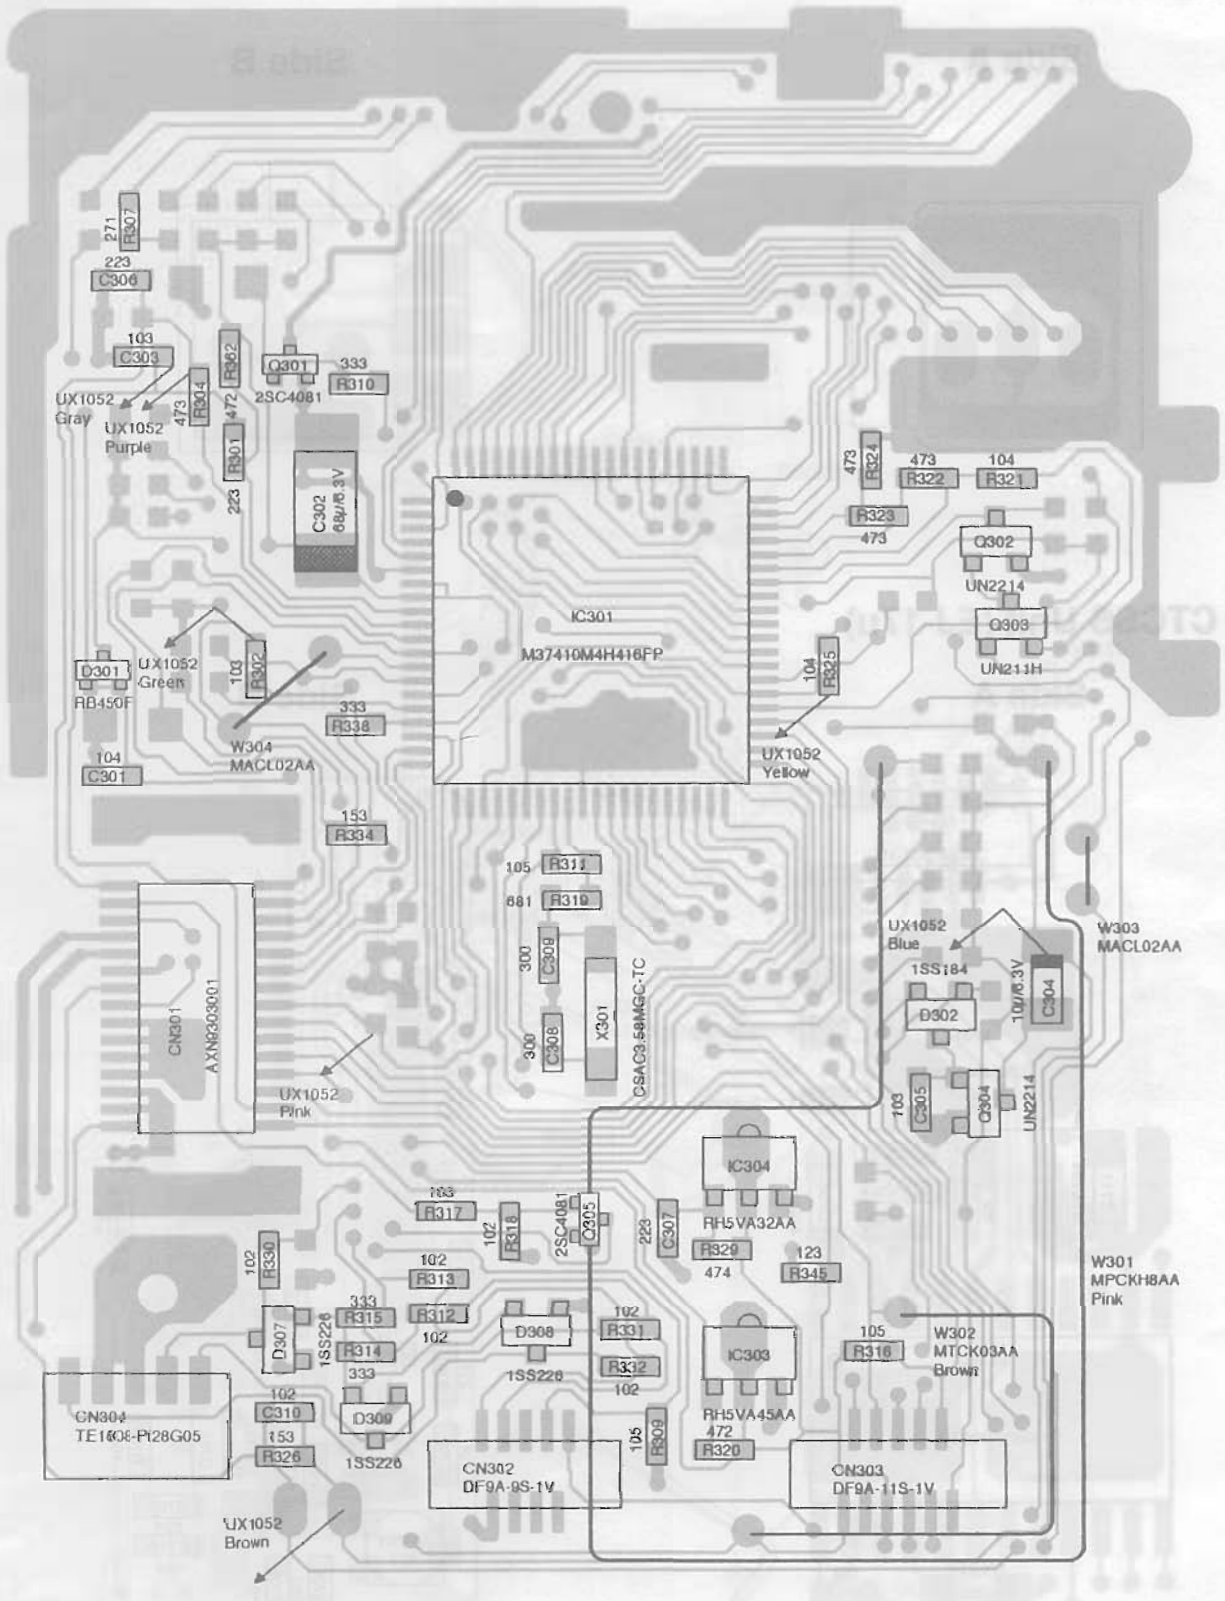 271
R307
223
C306
103
C303
R362
472
Q301
2SC4081
333
R310
UX1052
Gray
UX1052
Purple
473
R304
R301
223
C302
68µ/6.3V
473
R324
473
R322
104
R321
R323
473
Q302
UN2214
Q303
UN211H
IC301
M37410M4H416FP
104
R325
UX1052
Yellow
D301
RB450F
UX1052
Green
103
R302
333
R338
W304
MACL02AA
104
C301
153
R334
105
R311
681
R319
300
C309
300
C308
X301
CSAC3.58MGC-TC
CN301
AXN9303001
UX1052
Pink
UX1052
Blue
1SS184
D302
10µ/6.3V
C304
W303
MACL02AA
103
C305
Q304
UN2214
IC304
RH5VA32AA
103
R317
102
R318
2SC4081
Q305
223
C307
R329
474
123
R345
102
R330
102
R313
R312
102
333
R315
R314
333
D307
1SS226
D308
1SS226
102
R331
R332
102
IC303
RH5VA45AA
105
R316
W301
MPCKH8AA
Pink
W302
MTCK03AA
Brown
CN304
102
C310
153
R326
D309
1SS226
105
R309
472
R320
CN302
DF9A-9S-1V
CN303
DF9A-11S-1V
UX1052
Brown